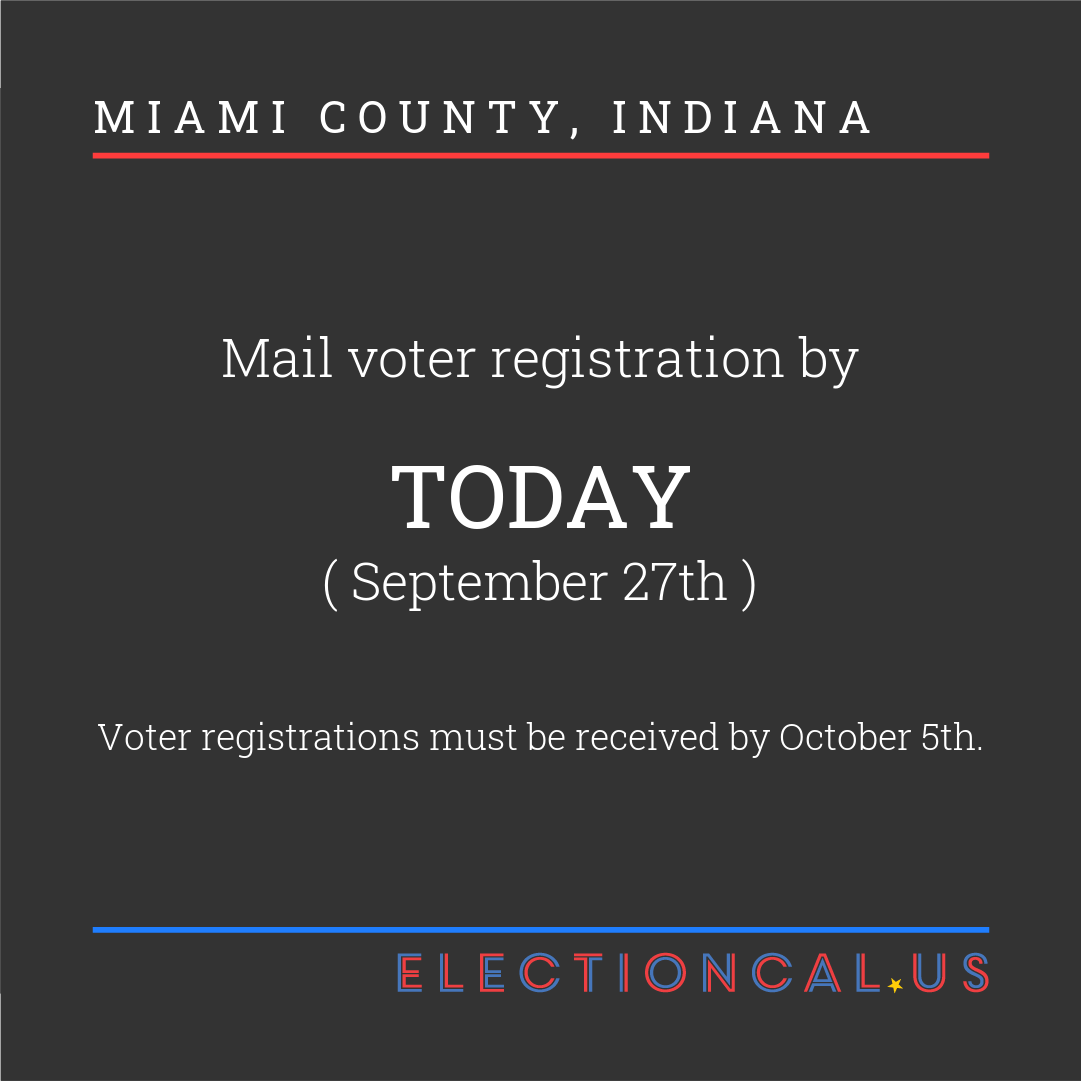 MIAMI COUNTY, INDIANA
Mail voter registration by
TODAY
( September 27th )
Voter registrations must be received by October 5th.
ELECTIONCAL.US